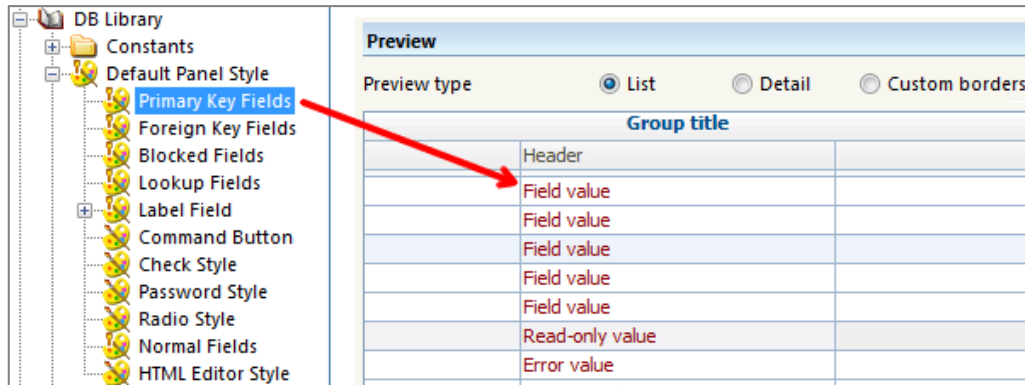 DB Library
Constants
Default Panel Style
Primary Key Fields
Foreign Key Fields
Blocked Fields
Lookup Fields
Label Field
Command Button
Check Style
Password Style
Radio Style
Normal Fields
HTML Editor Style
Preview
Preview type List Detail Custom borders
Group title
Header
Field value
Field value
Field value
Field value
Field value
Read-only value
Error value